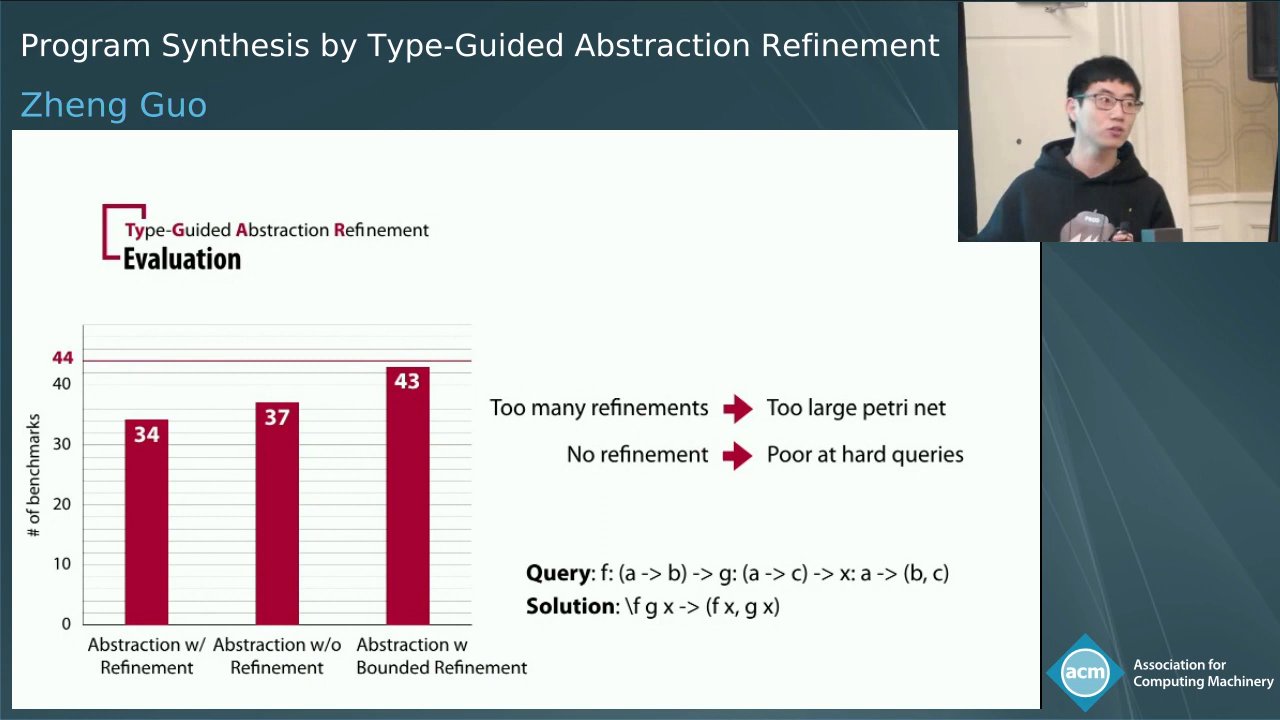 Program Synthesis by Type-Guided Abstraction Refinement
Zheng Guo
Type-Guided Abstraction Refinement
Evaluation
44
40
30
20
10
0
# of benchmarks
34
37
43
Abstraction w/
Refinement
Abstraction w/o
Refinement
Abstraction w
Bounded Refinement
Too many refinements
Too large petri net
No refinement
Poor at hard queries
Query: f: (a -> b) -> g: (a -> c) -> x: a -> (b, c)
Solution: \f g x -> (f x, g x)
acm
Association for
Computing Machinery